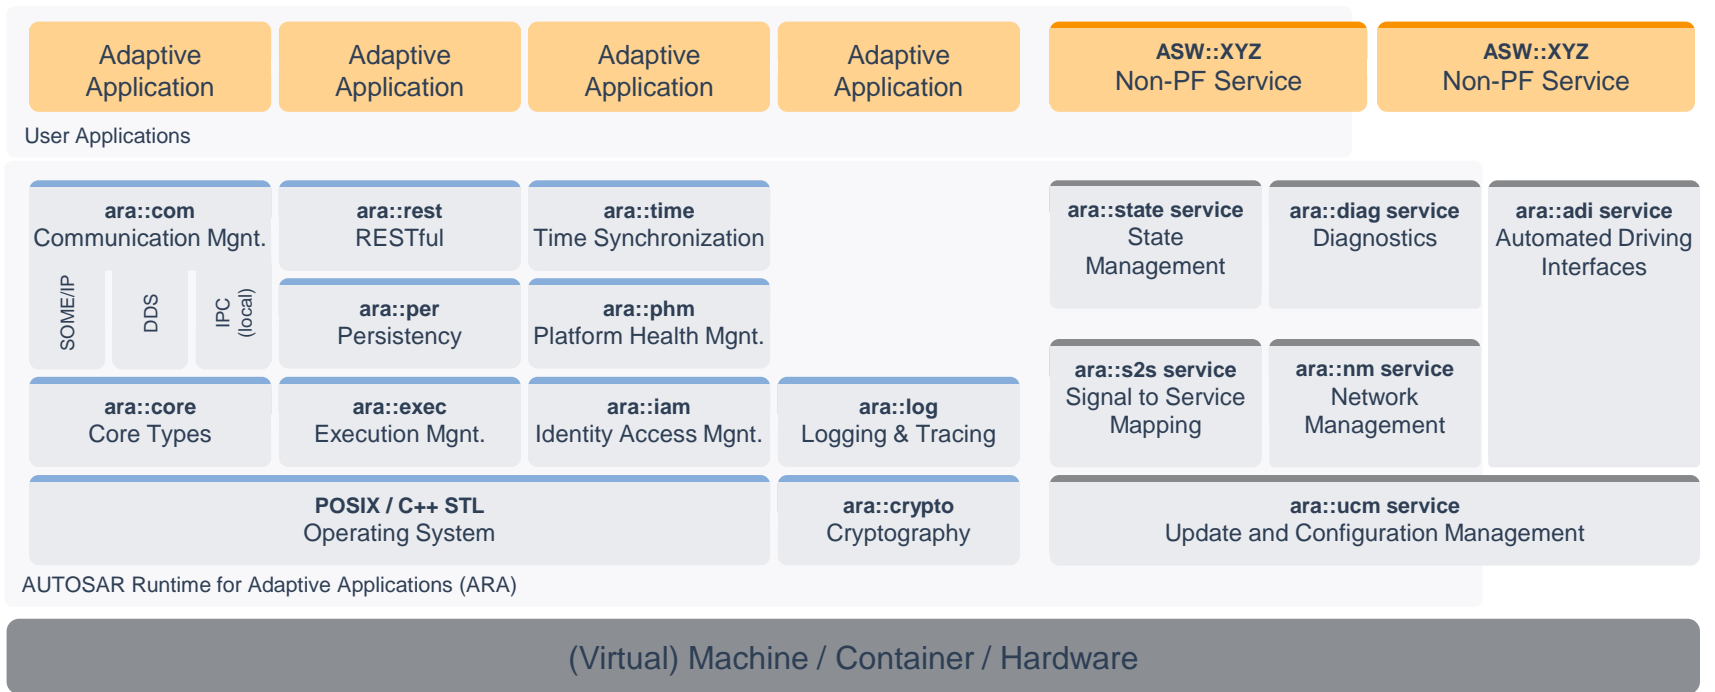 Adaptive
Application
Adaptive
Application
Adaptive
Application
Adaptive
Application
ASW::XYZ
Non-PF Service
ASW::XYZ
Non-PF Service
User Applications
ara::com
Communication Mgnt.
SOME/IP
DDS
IPC
(local)
ara::rest
RESTful
ara::time
Time Synchronization
ara::per
Persistency
ara::phm
Platform Health Mgnt.
ara::core
Core Types
ara::exec
Execution Mgnt.
ara::iam
Identity Access Mgnt.
ara::log
Logging & Tracing
POSIX / C++ STL
Operating System
ara::crypto
Cryptography
ara::state service
State
Management
ara::diag service
Diagnostics
ara::adi service
Automated Driving
Interfaces
ara::s2s service
Signal to Service
Mapping
ara::nm service
Network
Management
ara::ucm service
Update and Configuration Management
AUTOSAR Runtime for Adaptive Applications (ARA)
(Virtual) Machine / Container / Hardware